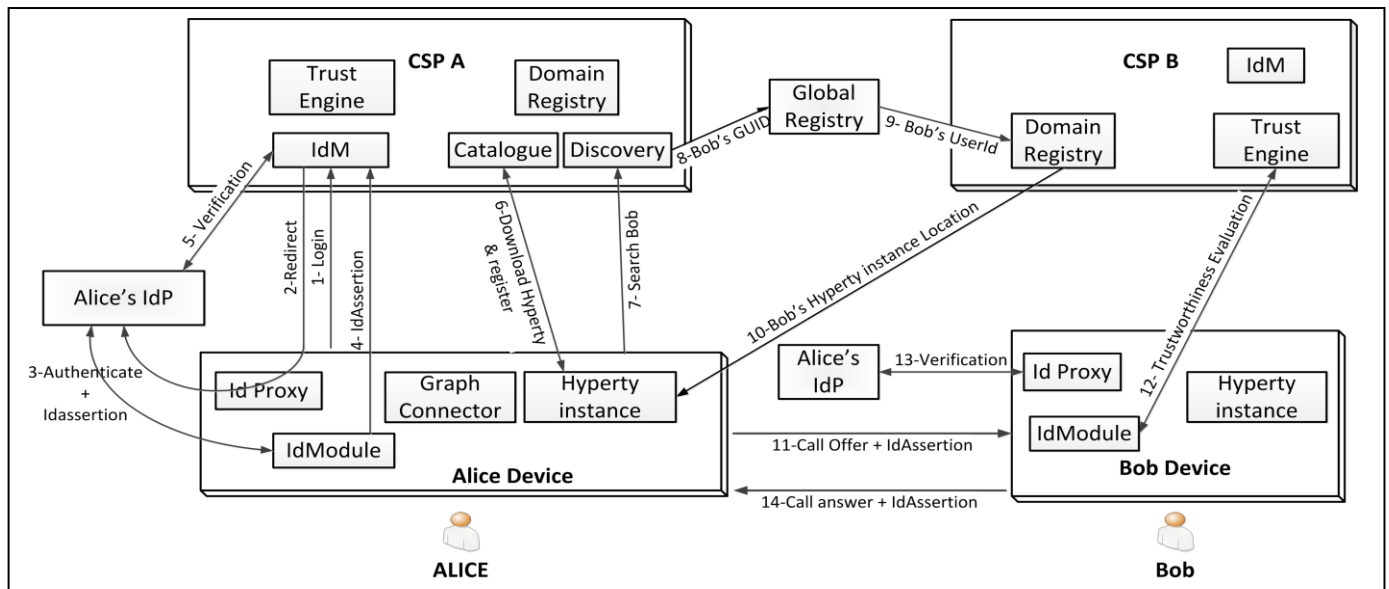 CSP A
Trust
Engine
Domain
Registry
IdM
Catalogue
Discovery
Global
Registry
CSP B
IdM
Domain
Registry
Trust
Engine
8-Bob's GUID
9- Bob's UserId
5- Verification
2-Redirect
1- Login
4- IdAssertion
6-Download Hyperty
& register
7- Search Bob
10-Bob's Hyperty instance Location
12- Trustworthiness Evaluation
Alice's IdP
3-Authenticate
+
Idassertion
Id Proxy
Graph
Connector
Hyperty
instance
IdModule
Alice Device
Alice's
IdP
13-Verification
Id Proxy
Hyperty
instance
IdModule
Bob Device
11-Call Offer + IdAssertion
14-Call answer + IdAssertion
ALICE
Bob